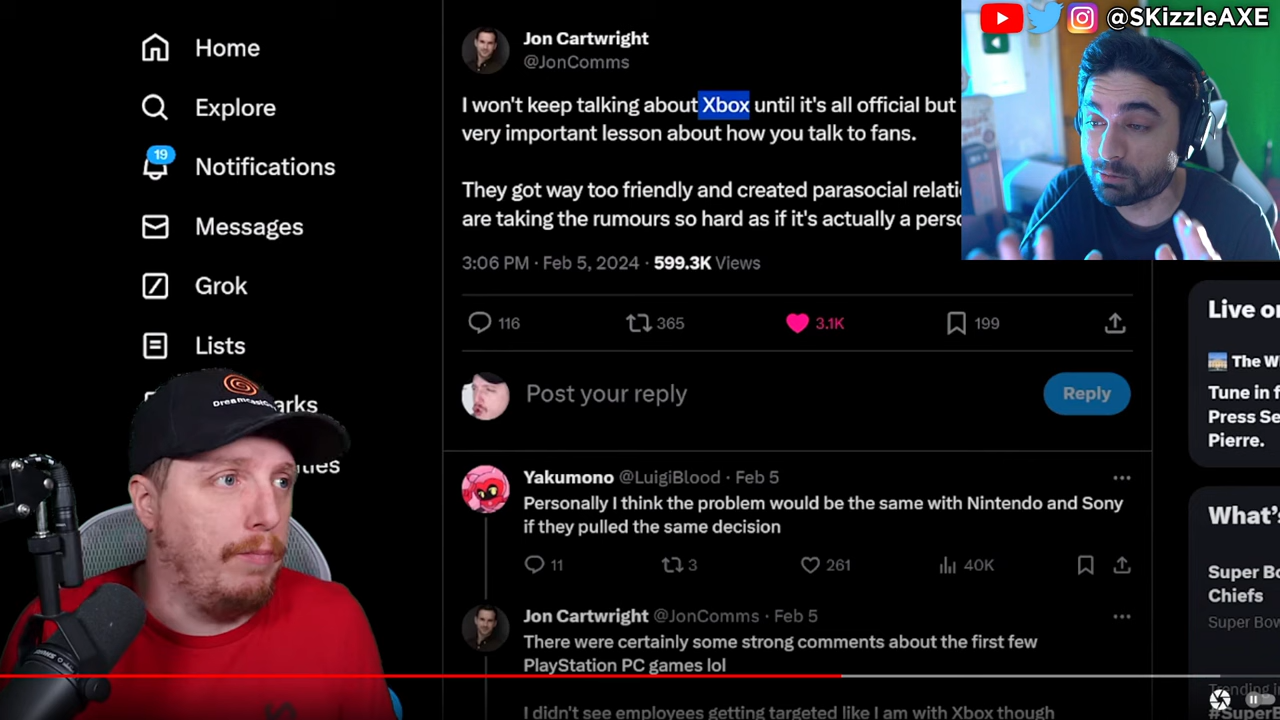 @SKizzleAXE
Home
Explore
19
Notifications
Messages
Grok
Lists
arks
ities
Jon Cartwright
@JonComms
I won't keep talking about Xbox until it's all official but
very important lesson about how you talk to fans.
They got way too friendly and created parasocial relati
are taking the rumours so hard as if it's actually a perso
3:06 PM · Feb 5, 2024 · 599.3K Views
116 365 3.1K 199
Post your reply
Reply
Yakumono @LuigiBlood · Feb 5
Personally I think the problem would be the same with Nintendo and Sony
if they pulled the same decision
11 3 261 40K
Jon Cartwright @JonComms · Feb 5
There were certainly some strong comments about the first few
PlayStation PC games lol
I didn't see employees getting targeted like I am with Xbox though
Live o
The W
Tune in f
Press Se
Pierre.
What's
Super Bo
Chiefs
Super Bow
Trending in
#SuperB
Dreamcast